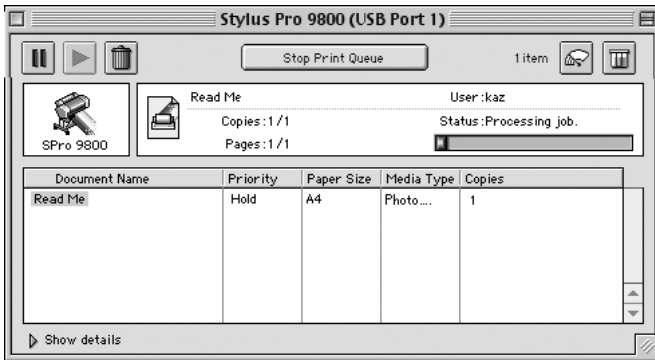 Stylus Pro 9800 (USB Port 1)
Stop Print Queue
1 item
SPro 9800
Read Me
User:kaz
Copies:1/1
Status:Processing job.
Pages:1/1
Document Name Priority Paper Size Media Type Copies
Read Me Hold A4 Photo.... 1
Show details